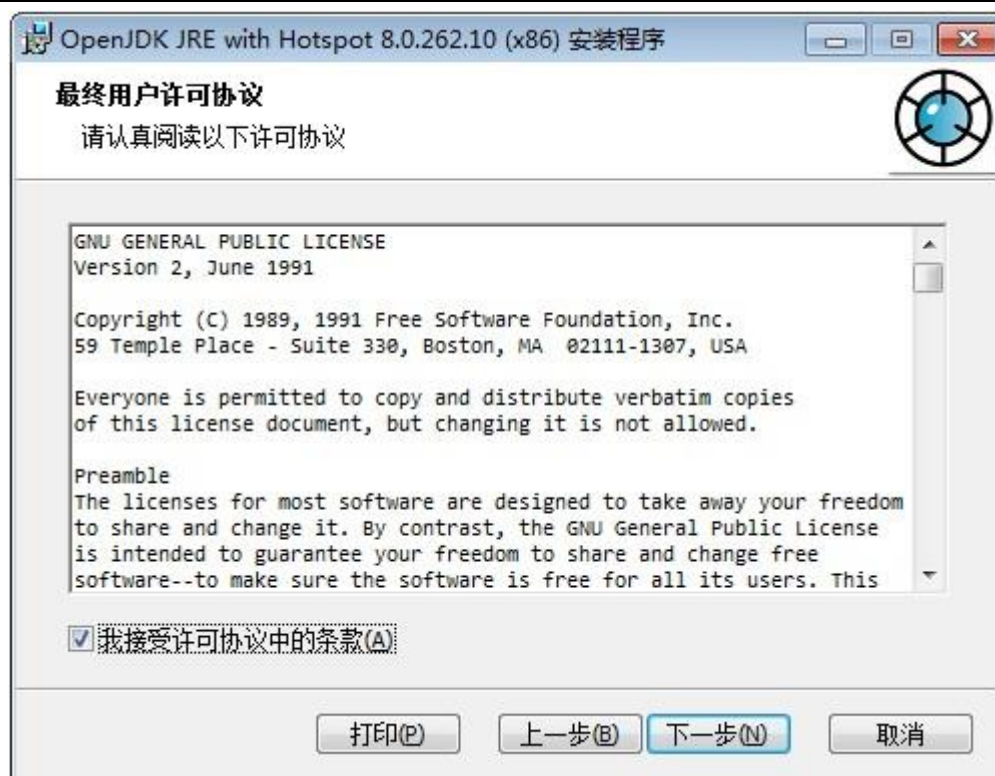 OpenJDK JRE with Hotspot 8.0.262.10 (x86) 安装程序
最终用户许可协议
请认真阅读以下许可协议
GNU GENERAL PUBLIC LICENSE
Version 2, June 1991
Copyright (C) 1989, 1991 Free Software Foundation, Inc.
59 Temple Place - Suite 330, Boston, MA  02111-1307, USA
Everyone is permitted to copy and distribute verbatim copies
of this license document, but changing it is not allowed.
Preamble
The licenses for most software are designed to take away your freedom
to share and change it. By contrast, the GNU General Public License
is intended to guarantee your freedom to share and change free
software--to make sure the software is free for all its users. This
我接受许可协议中的条款(A)
打印(P) 上一步(B) 下一步(N) 取消